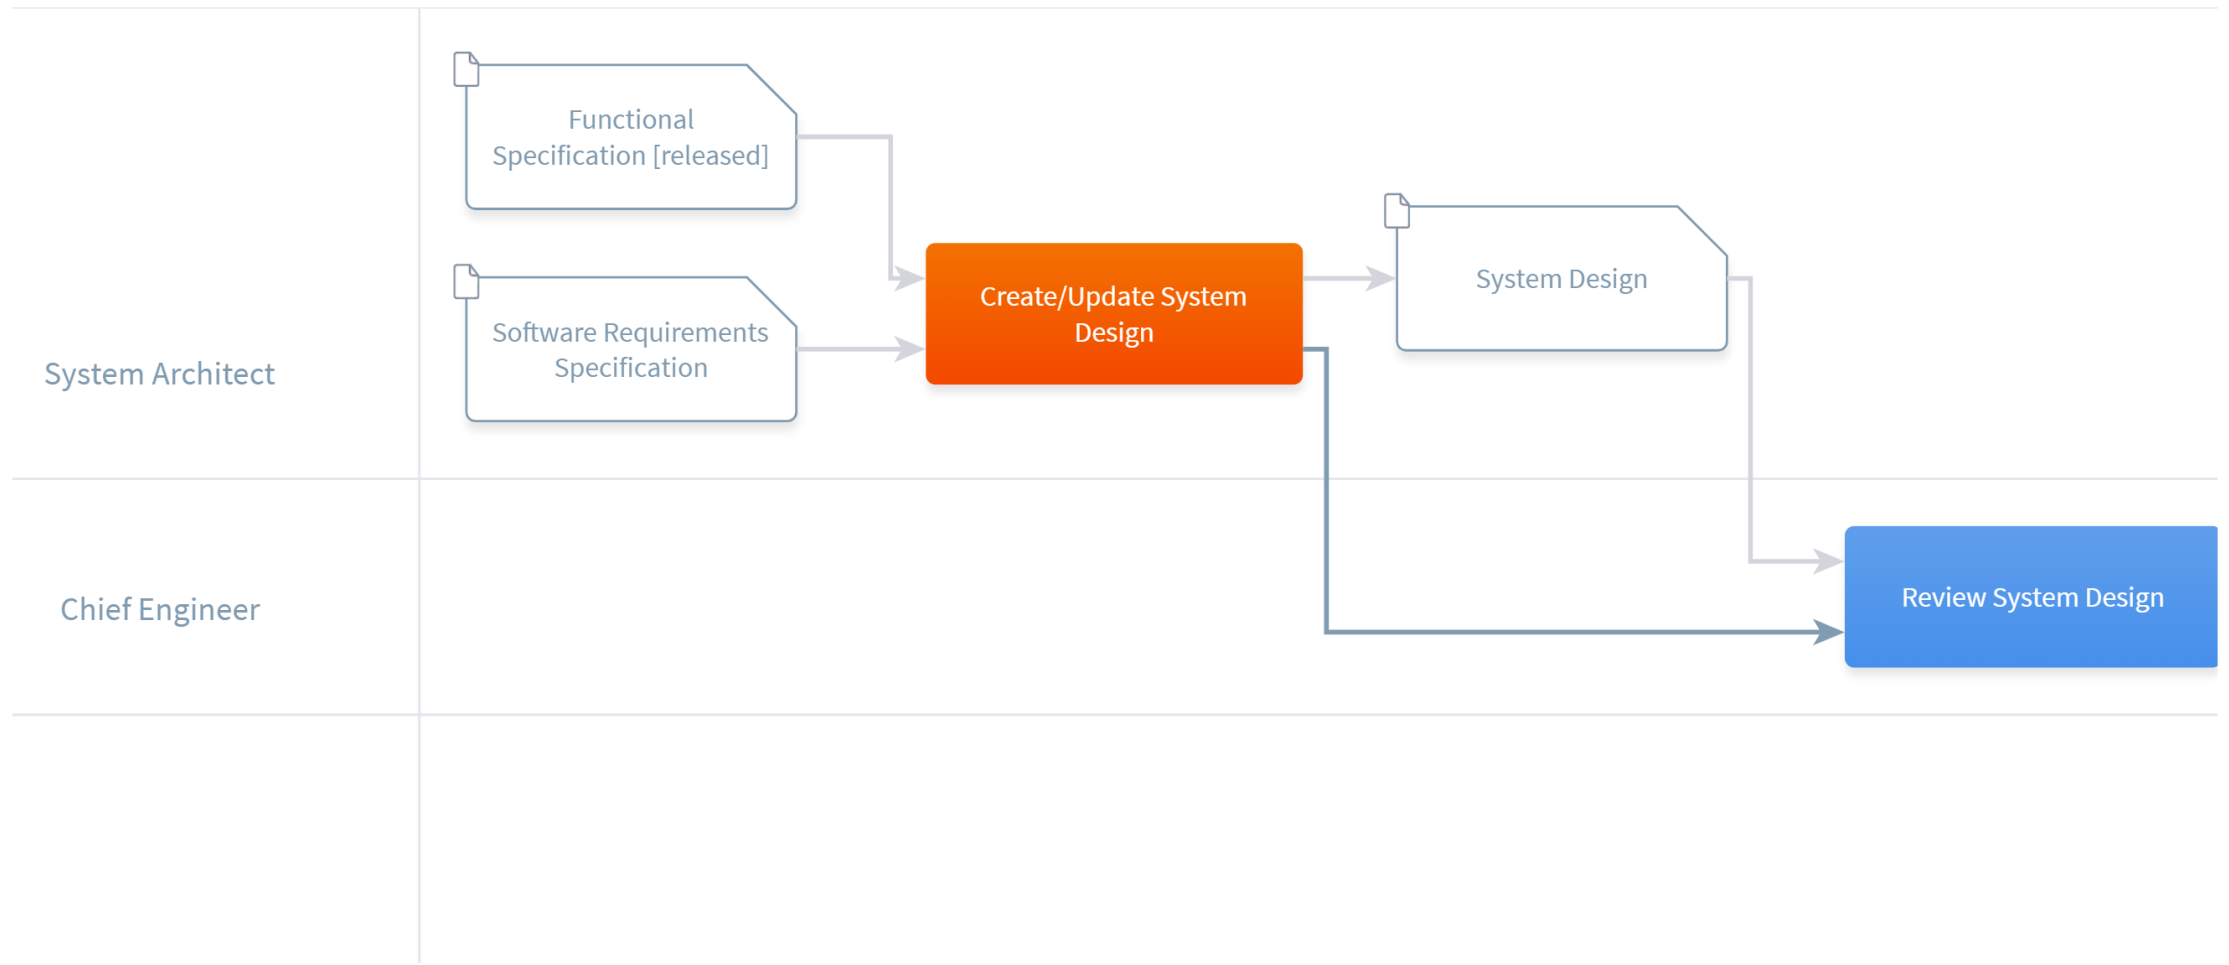 Functional
Specification [released]
System Design
Create/Update System
Design
Software Requirements
Specification
System Architect
Review System Design
Chief Engineer